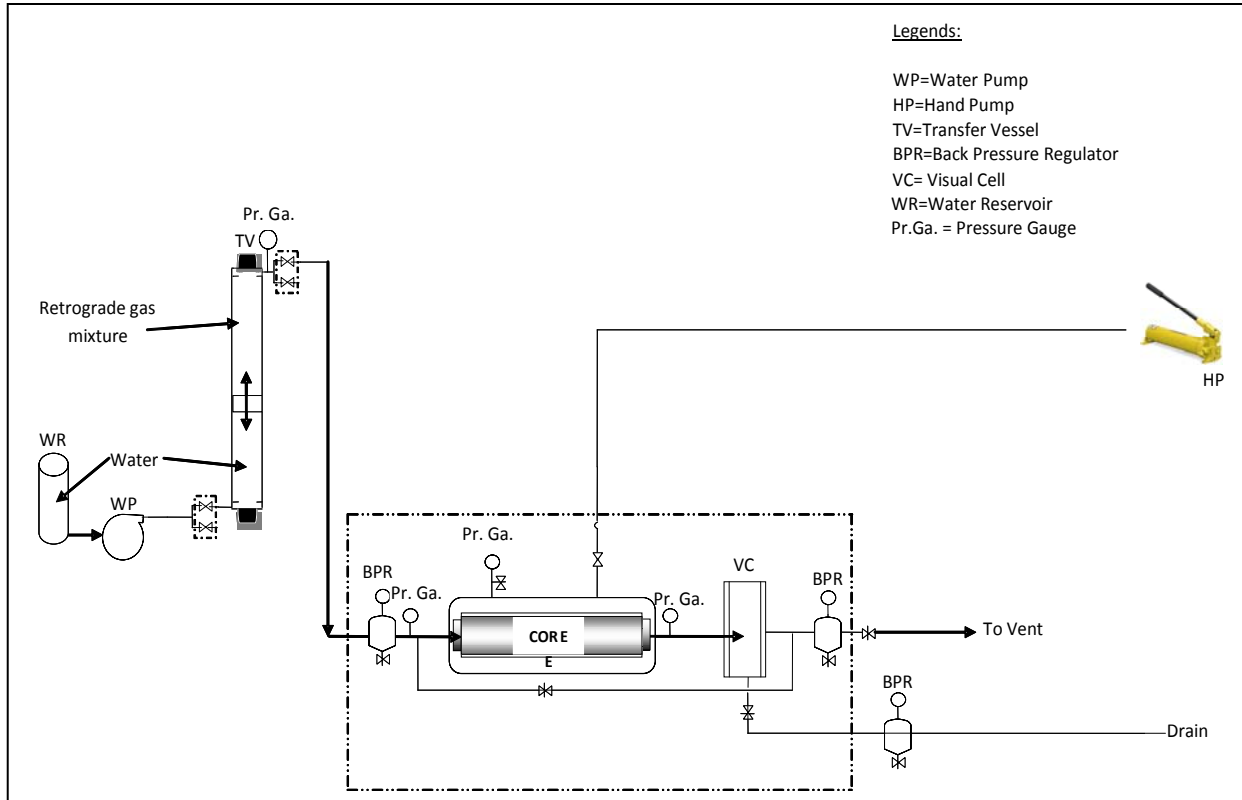 Legends:
WP=Water Pump
HP=Hand Pump
TV=Transfer Vessel
BPR=Back Pressure Regulator
VC= Visual Cell
WR=Water Reservoir
Pr.Ga. = Pressure Gauge
Pr. Ga.
TV
Retrograde gas
mixture
HP
WR
Water
WP
Pr. Ga.
VC
BPR
BPR
Pr. Ga.
Pr. Ga.
CORE
E
To Vent
BPR
Drain